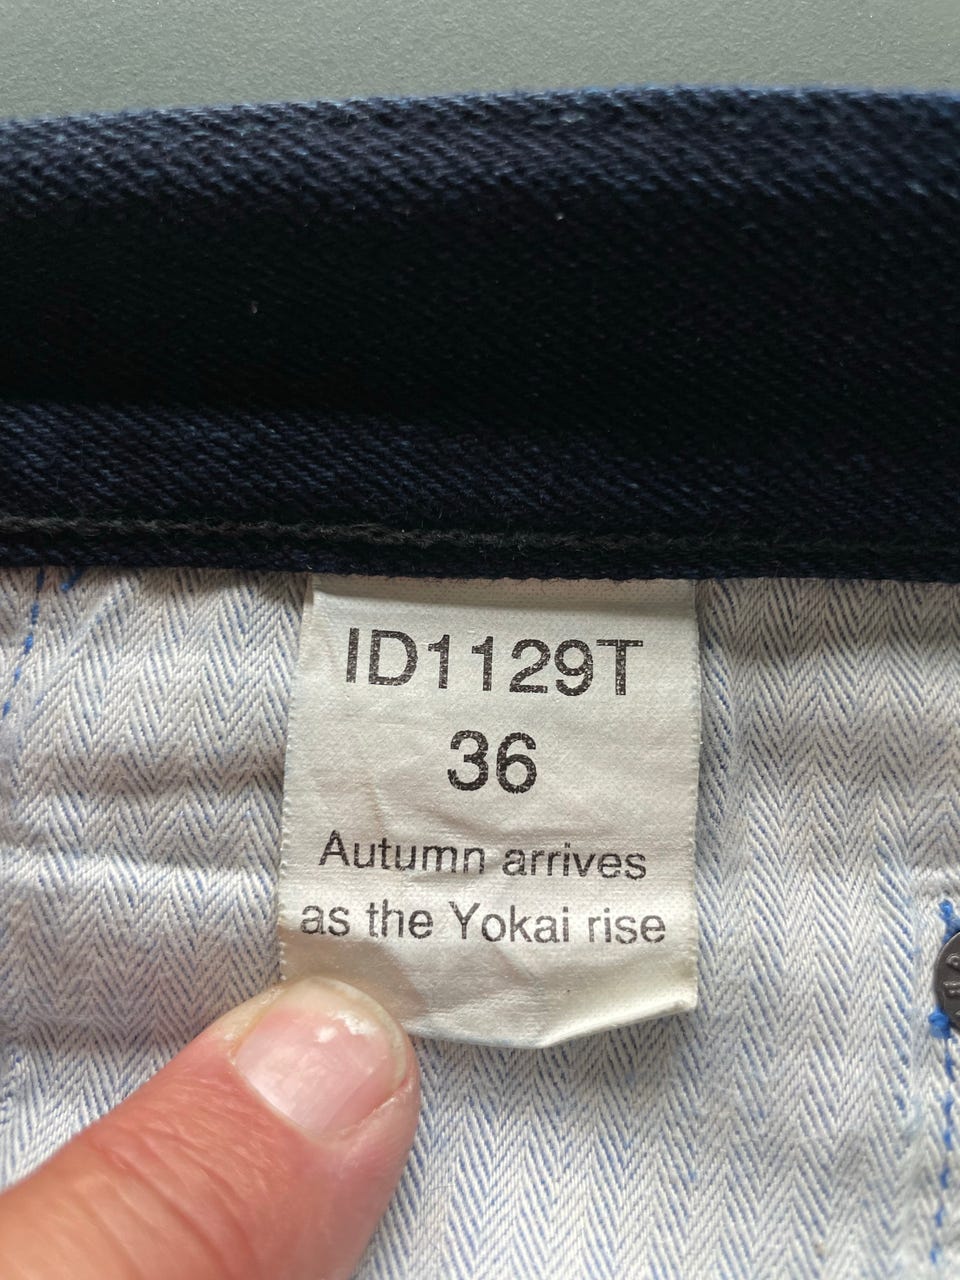 ID1129T
36
Autumn arrives
as the Yokai rise